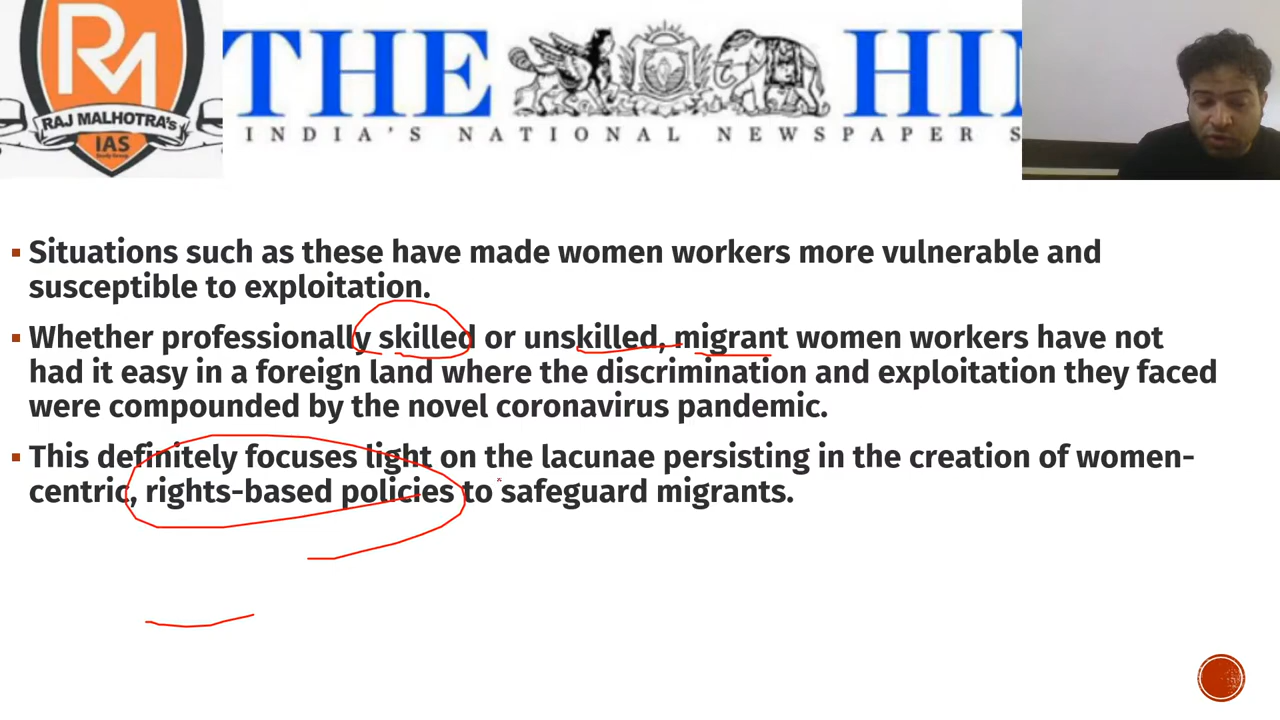 RM
RAJ MALHOTRA'S
IAS
Study Group
THE HI
INDIA'S NATIONAL NEWSPAPER S
Situations such as these have made women workers more vulnerable and
susceptible to exploitation.
Whether professionally skilled or unskilled, migrant women workers have not
had it easy in a foreign land where the discrimination and exploitation they faced
were compounded by the novel coronavirus pandemic.
This definitely focuses light on the lacunae persisting in the creation of women-
centric, rights-based policies to safeguard migrants.